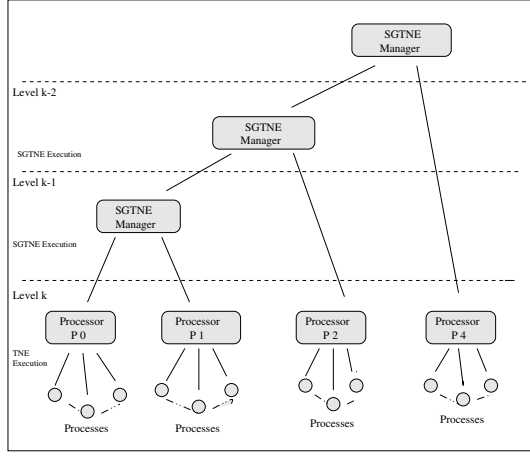 SGTNE
Manager
Level k-2
SGTNE
Manager
SGTNE Execution
Level k-1
SGTNE
Manager
SGTNE Execution
Level k
Processor
P 0
Processor
P 1
Processor
P 2
Processor
P 4
TNE
Execution
Processes
Processes
Processes
Processes